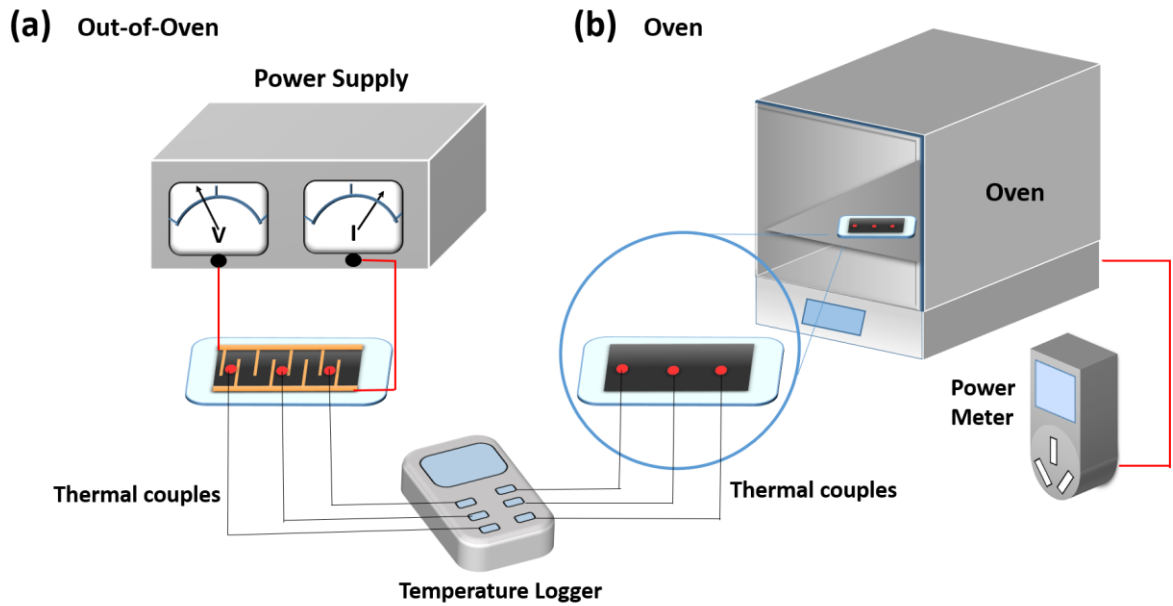 (a) Out-of-Oven
Power Supply
V
I
Thermal couples
Temperature Logger
(b) Oven
Oven
Power
Meter
Thermal couples